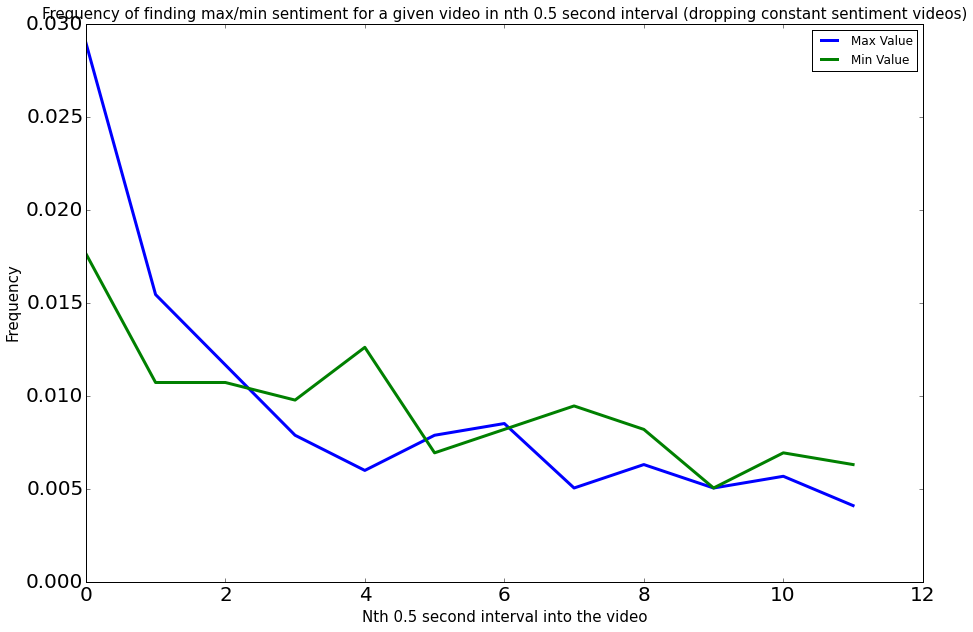 Frequency of finding max/min sentiment for a given video in nth 0.5 second interval (dropping constant sentiment videos)
Max Value
Min Value
0.030
0.025
0.020
0.015
0.010
0.005
0.000
Frequency
0 2 4 6 8 10 12
Nth 0.5 second interval into the video